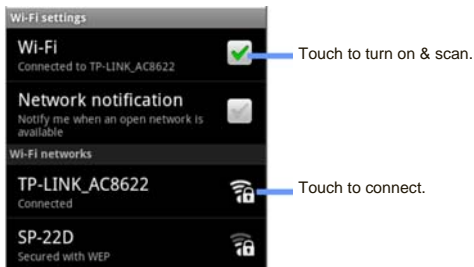 Wi-Fi settings
Wi-Fi
Connected to TP-LINK_AC8622
Touch to turn on & scan.
Network notification
Notify me when an open network is
available
Wi-Fi networks
TP-LINK_AC8622
Connected
Touch to connect.
SP-22D
Secured with WEP